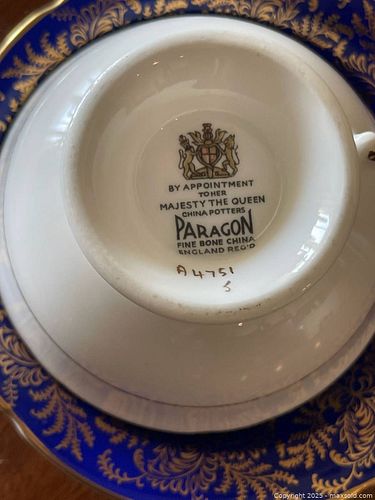 BY APPOINTMENT
TO HER
MAJESTY THE QUEEN
CHINA POTTERS
PARAGON
FINE BONE CHINA
ENGLAND REG'D
A4751
S
Copyright 2025 - maxsold.com